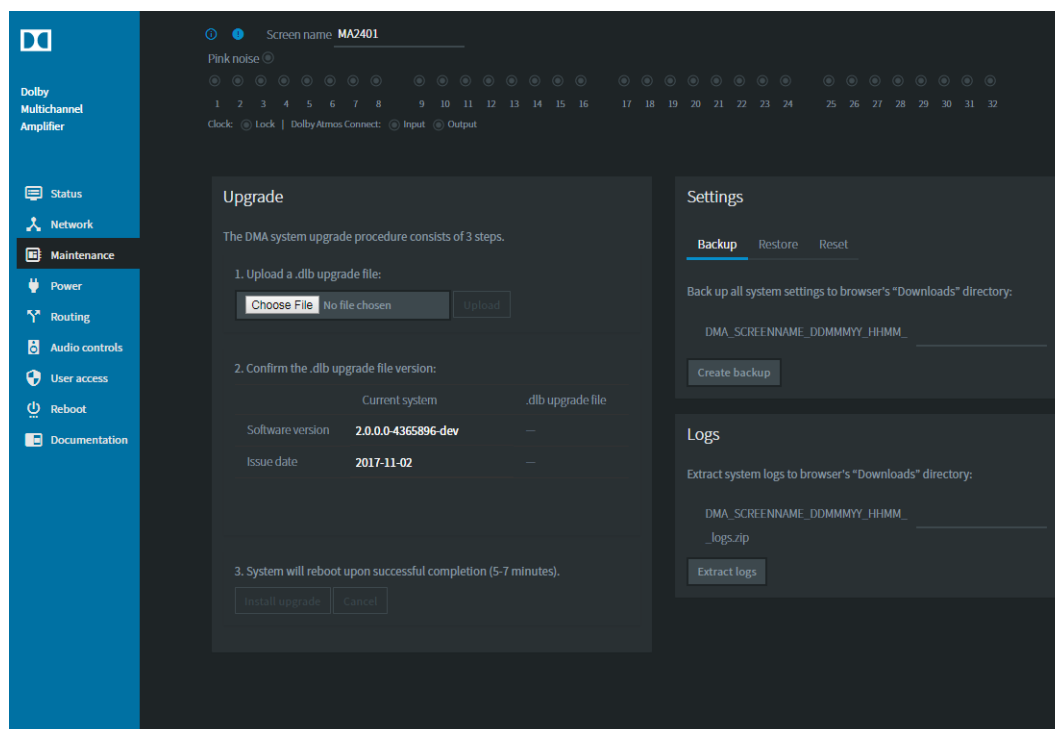 Screen name MA2401
Pink noise
1 2 3 4 5 6 7 8 9 10 11 12 13 14 15 16 17 18 19 20 21 22 23 24 25 26 27 28 29 30 31 32
Clock: Lock | Dolby Atmos Connect: Input Output
Dolby
Multichannel
Amplifier
Status
Network
Maintenance
Power
Routing
Audio controls
User access
Reboot
Documentation
Upgrade
The DMA system upgrade procedure consists of 3 steps.
1. Upload a .dlb upgrade file:
Choose File No file chosen Upload
2. Confirm the .dlb upgrade file version:
Current system .dlb upgrade file
Software version 2.0.0.0-4365896-dev —
Issue date 2017-11-02 —
3. System will reboot upon successful completion (5-7 minutes).
Install upgrade Cancel
Settings
Backup Restore Reset
Back up all system settings to browser's “Downloads” directory:
DMA_SCREENNAME_DDMMMYY_HHMM_
Create backup
Logs
Extract system logs to browser's “Downloads” directory:
DMA_SCREENNAME_DDMMMYY_HHMM_
_logs.zip
Extract logs